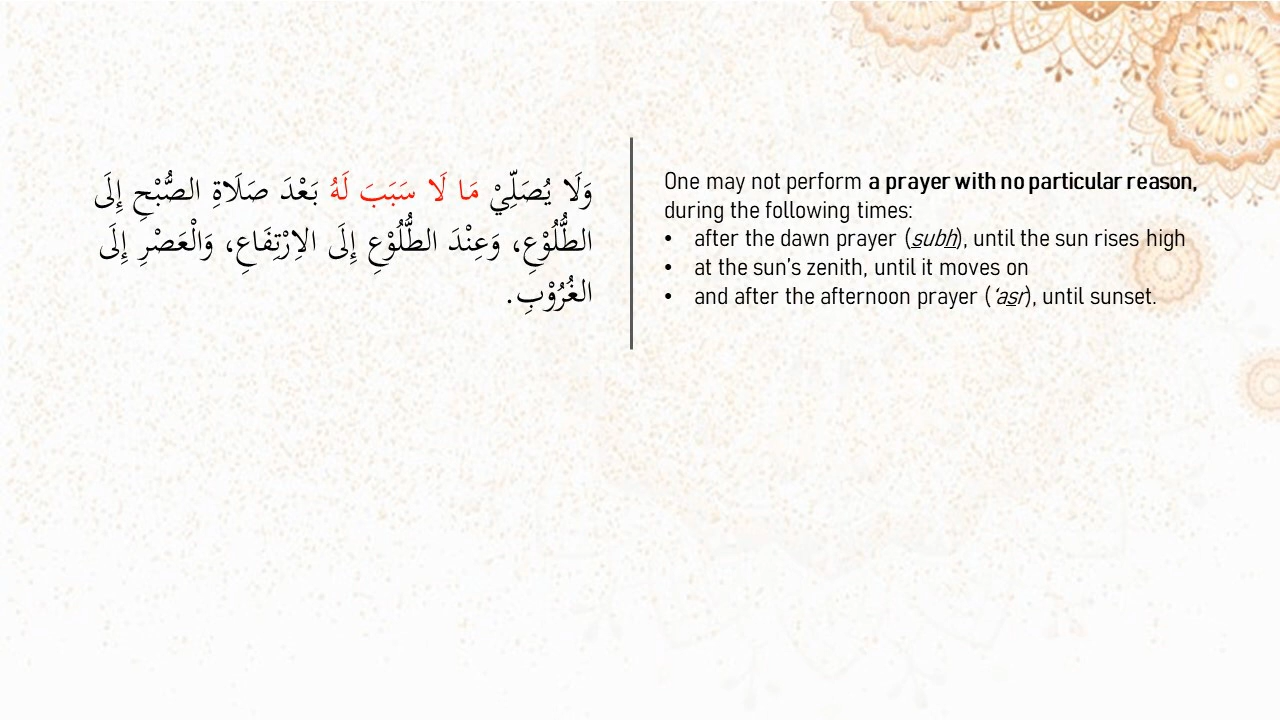 وَلَا يُصَلِّيْ مَا لَا سَبَبَ لَهُ بَعْدَ صَلَاةِ الصُّبْحِ إِلَى
الطُّلُوْعِ، وَعِنْدَ الطُّلُوْعِ إِلَى الاِرْتِفَاعِ، وَالْعَصْرِ إِلَى
الغُرُوْبِ.
One may not perform a prayer with no particular reason,
during the following times:
• after the dawn prayer (subh), until the sun rises high
• at the sun’s zenith, until it moves on
• and after the afternoon prayer (‘asr), until sunset.